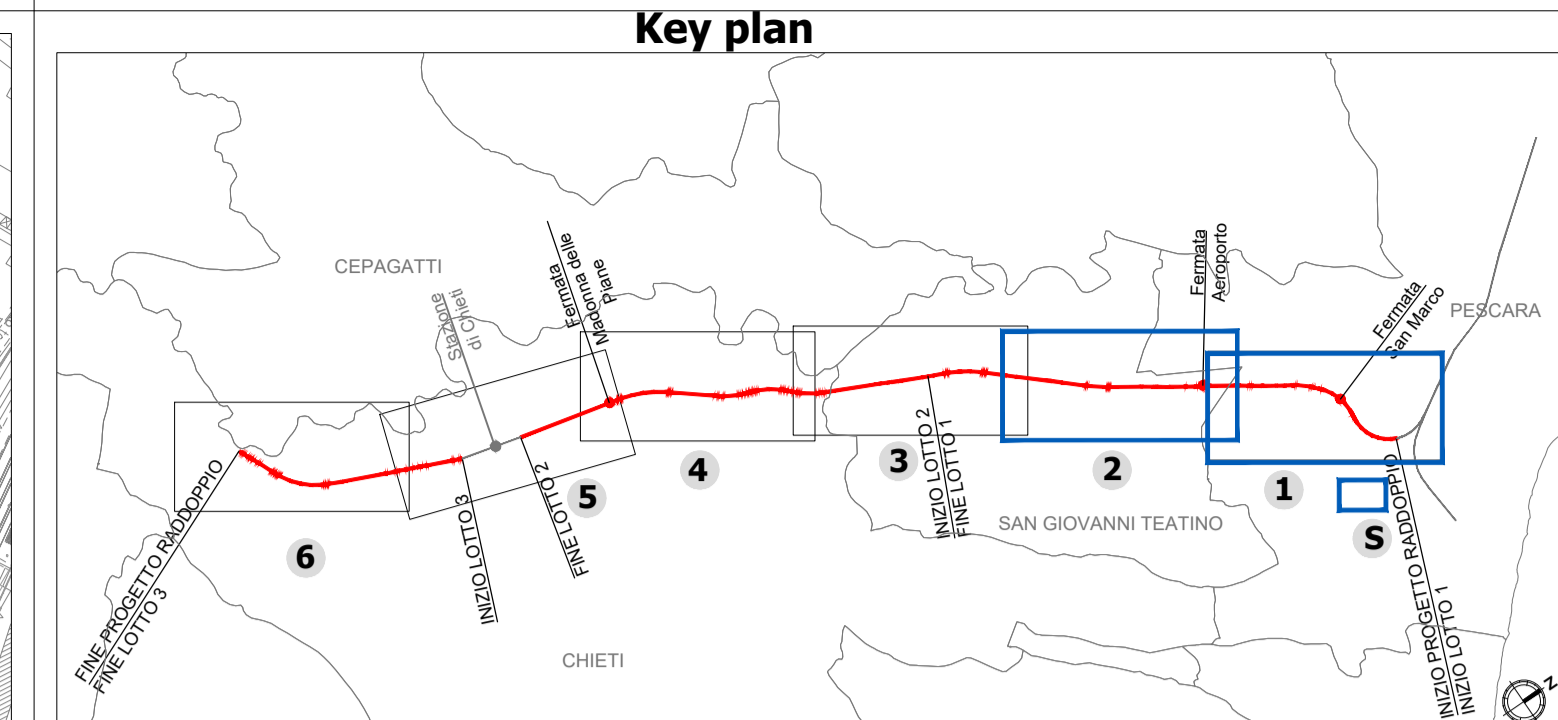 Key plan
CEPAGATTI
Stazione
di Chieti
Fermata
Madonna delle
Piane
Fermata
Aeroporto
Fermata
San Marco
PESCARA
6
5
4
3
2
1
S
FINE PROGETTO RADDOPPIO
FINE LOTTO 3
INIZIO LOTTO 3
FINE LOTTO 2
INIZIO LOTTO 2
FINE LOTTO 1
SAN GIOVANNI TEATINO
INIZIO PROGETTO RADDOPPIO
INIZIO LOTTO 1
CHIETI
N